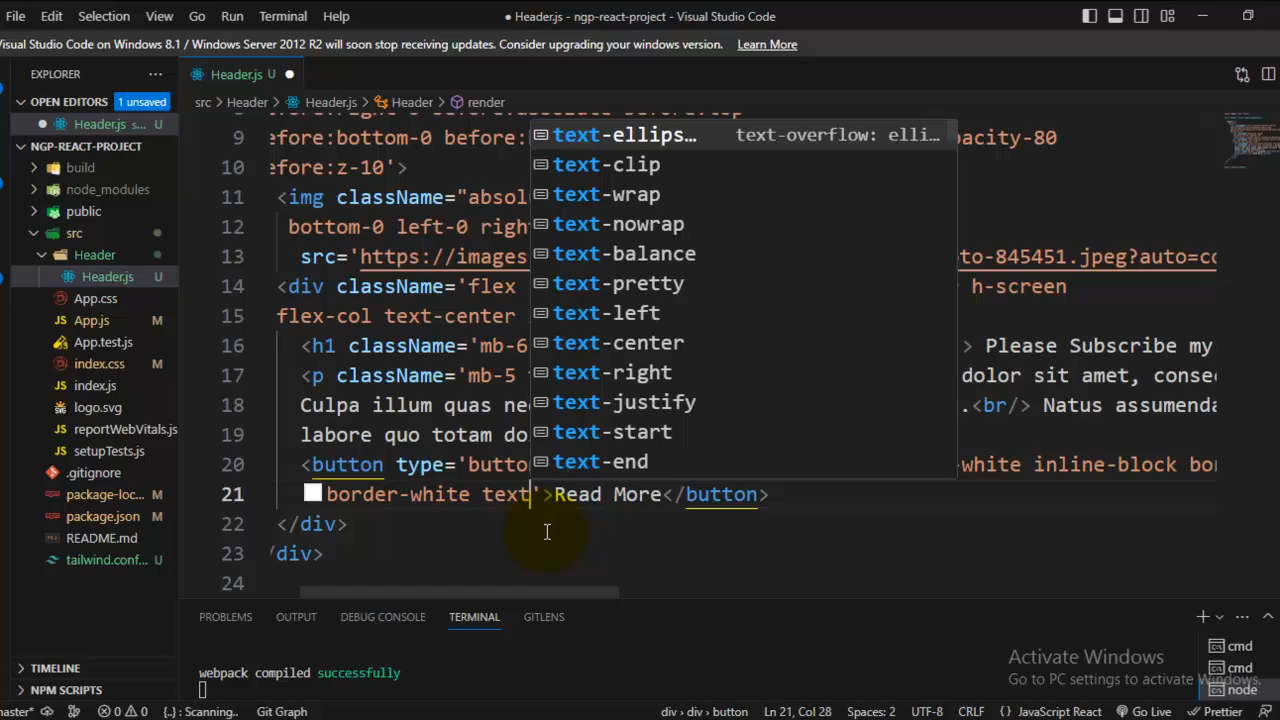 File Edit Selection View Go Run Terminal Help
● Header.js - ngp-react-project - Visual Studio Code
Visual Studio Code on Windows 8.1 / Windows Server 2012 R2 will soon stop receiving updates. Consider upgrading your windows version. Learn More
EXPLORER
OPEN EDITORS 1 unsaved
Header.js s... U
NGP-REACT-PROJECT
build
node_modules
public
src
Header
Header.js U
App.css
App.js M
App.test.js
index.css M
index.js
logo.svg
reportWebVitals.js
setupTests.js
.gitignore
package-loc... M
package.json M
README.md
tailwind.conf... U
TIMELINE
NPM SCRIPTS
Header.js U
src > Header > Header.js > Header > render
9 efore:bottom-0 before: pacity-80
10 efore:z-10'>
11 <img className="absol
12 bottom-0 left-0 righ
13 src='https://images to-845451.jpeg?auto=co
14 <div className='flex h-screen
15 flex-col text-center
16 <h1 className='mb-6 > Please Subscribe my
17 <p className='mb-5 dolor sit amet, consec
18 Culpa illum quas ne .<br/> Natus assumenda
19 labore quo totam do
20 <button type='butto -white inline-block bor
21 border-white text'>Read More</button>
22 </div>
23 /div>
24
text-ellips... text-overflow: elli...
text-clip
text-wrap
text-nowrap
text-balance
text-pretty
text-left
text-center
text-right
text-justify
text-start
text-end
PROBLEMS OUTPUT DEBUG CONSOLE TERMINAL GITLENS
webpack compiled successfully
cmd
cmd
node
Activate Windows
Go to PC settings to activate Windows.
master* 0 0 {..}: Scanning.. Git Graph
div > div > button Ln 21, Col 28 Spaces: 2 UTF-8 CRLF {} JavaScript React Go Live Prettier